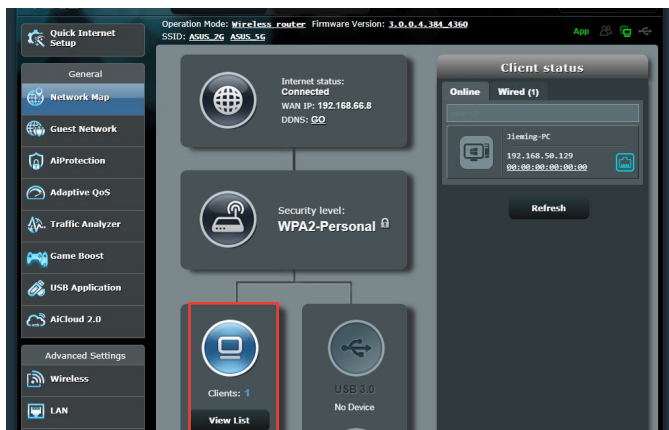 Operation Mode: Wireless router Firmware Version: 3.0.0.4.384_4360
SSID: ASUS_2G ASUS_5G
App
Quick Internet
Setup
General
Network Map
Guest Network
AiProtection
Adaptive QoS
Traffic Analyzer
Game Boost
USB Application
AiCloud 2.0
Advanced Settings
Wireless
LAN
Internet status:
Connected
WAN IP: 192.168.66.8
DDNS: GO
Security level:
WPA2-Personal
Clients: 1
View List
USB 3.0
No Device
Client status
Online Wired (1)
Jieming-PC
192.168.50.129
00:00:00:00:00:00
Refresh